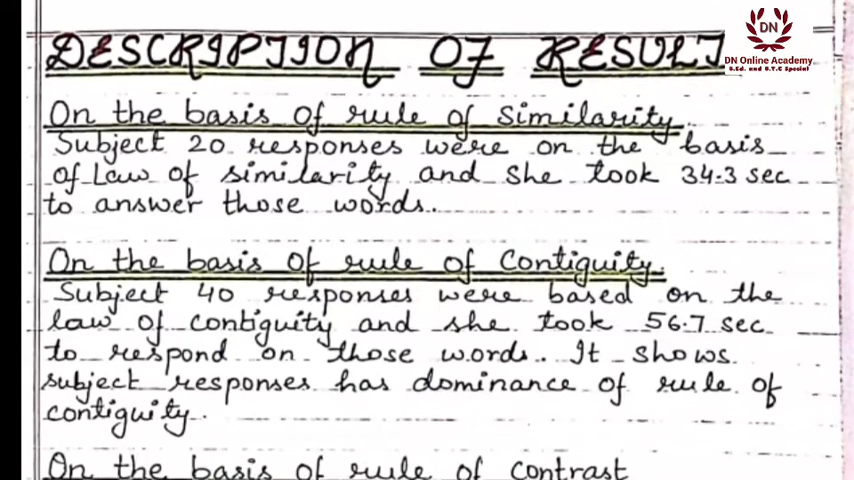 DESCRIPTION OF RESULT
DN
DN Online Academy
B.Ed. and B.T.C Special
On the basis of rule of Similarity
Subject 20 responses were on the basis
of Law of similarity and she took 34.3 sec
to answer those words.
On the basis of rule of Contiguity.
Subject 40 responses were based on the
law of contiguity and she took 56.7 sec
to respond on those words. It shows
subject responses has dominance of rule of
contiguity.
On the basis of rule of contrast